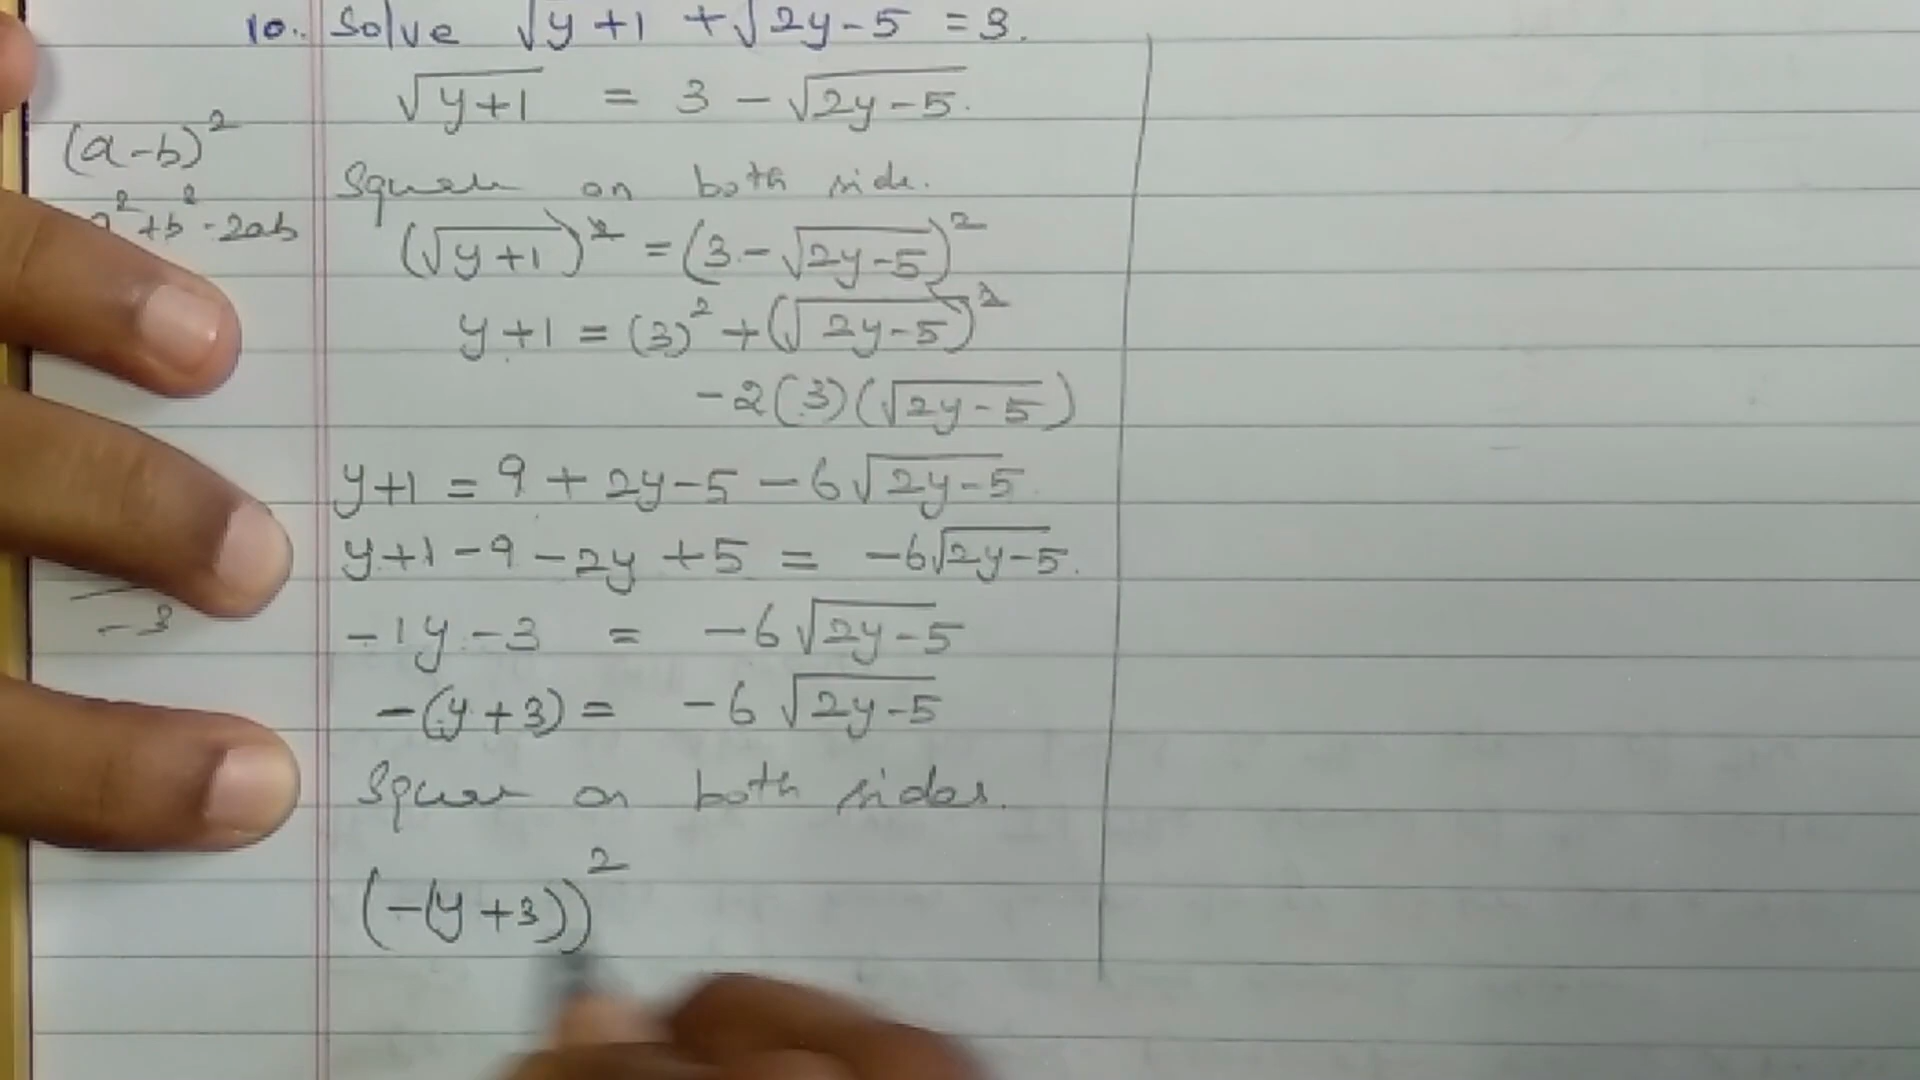 10. Solve √y+1 + √2y-5 = 3.
√y+1 = 3 - √2y-5.
(a-b)²
a²+b²-2ab
Square on both side.
(√y+1)² = (3-√2y-5)²
y+1 = (3)² + (√2y-5)²
-2(3)(√2y-5)
y+1 = 9 + 2y-5 - 6√2y-5
y+1-9-2y+5 = -6√2y-5.
-3
-1y-3 = -6√2y-5
-(y+3) = -6√2y-5
Square on both sides.
(-(y+3))²